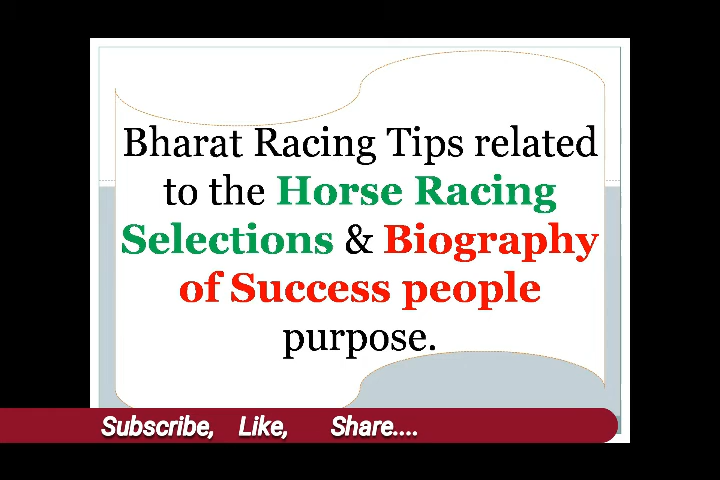 Bharat Racing Tips related
to the Horse Racing
Selections & Biography
of Success people
purpose.
Subscribe, Like, Share....